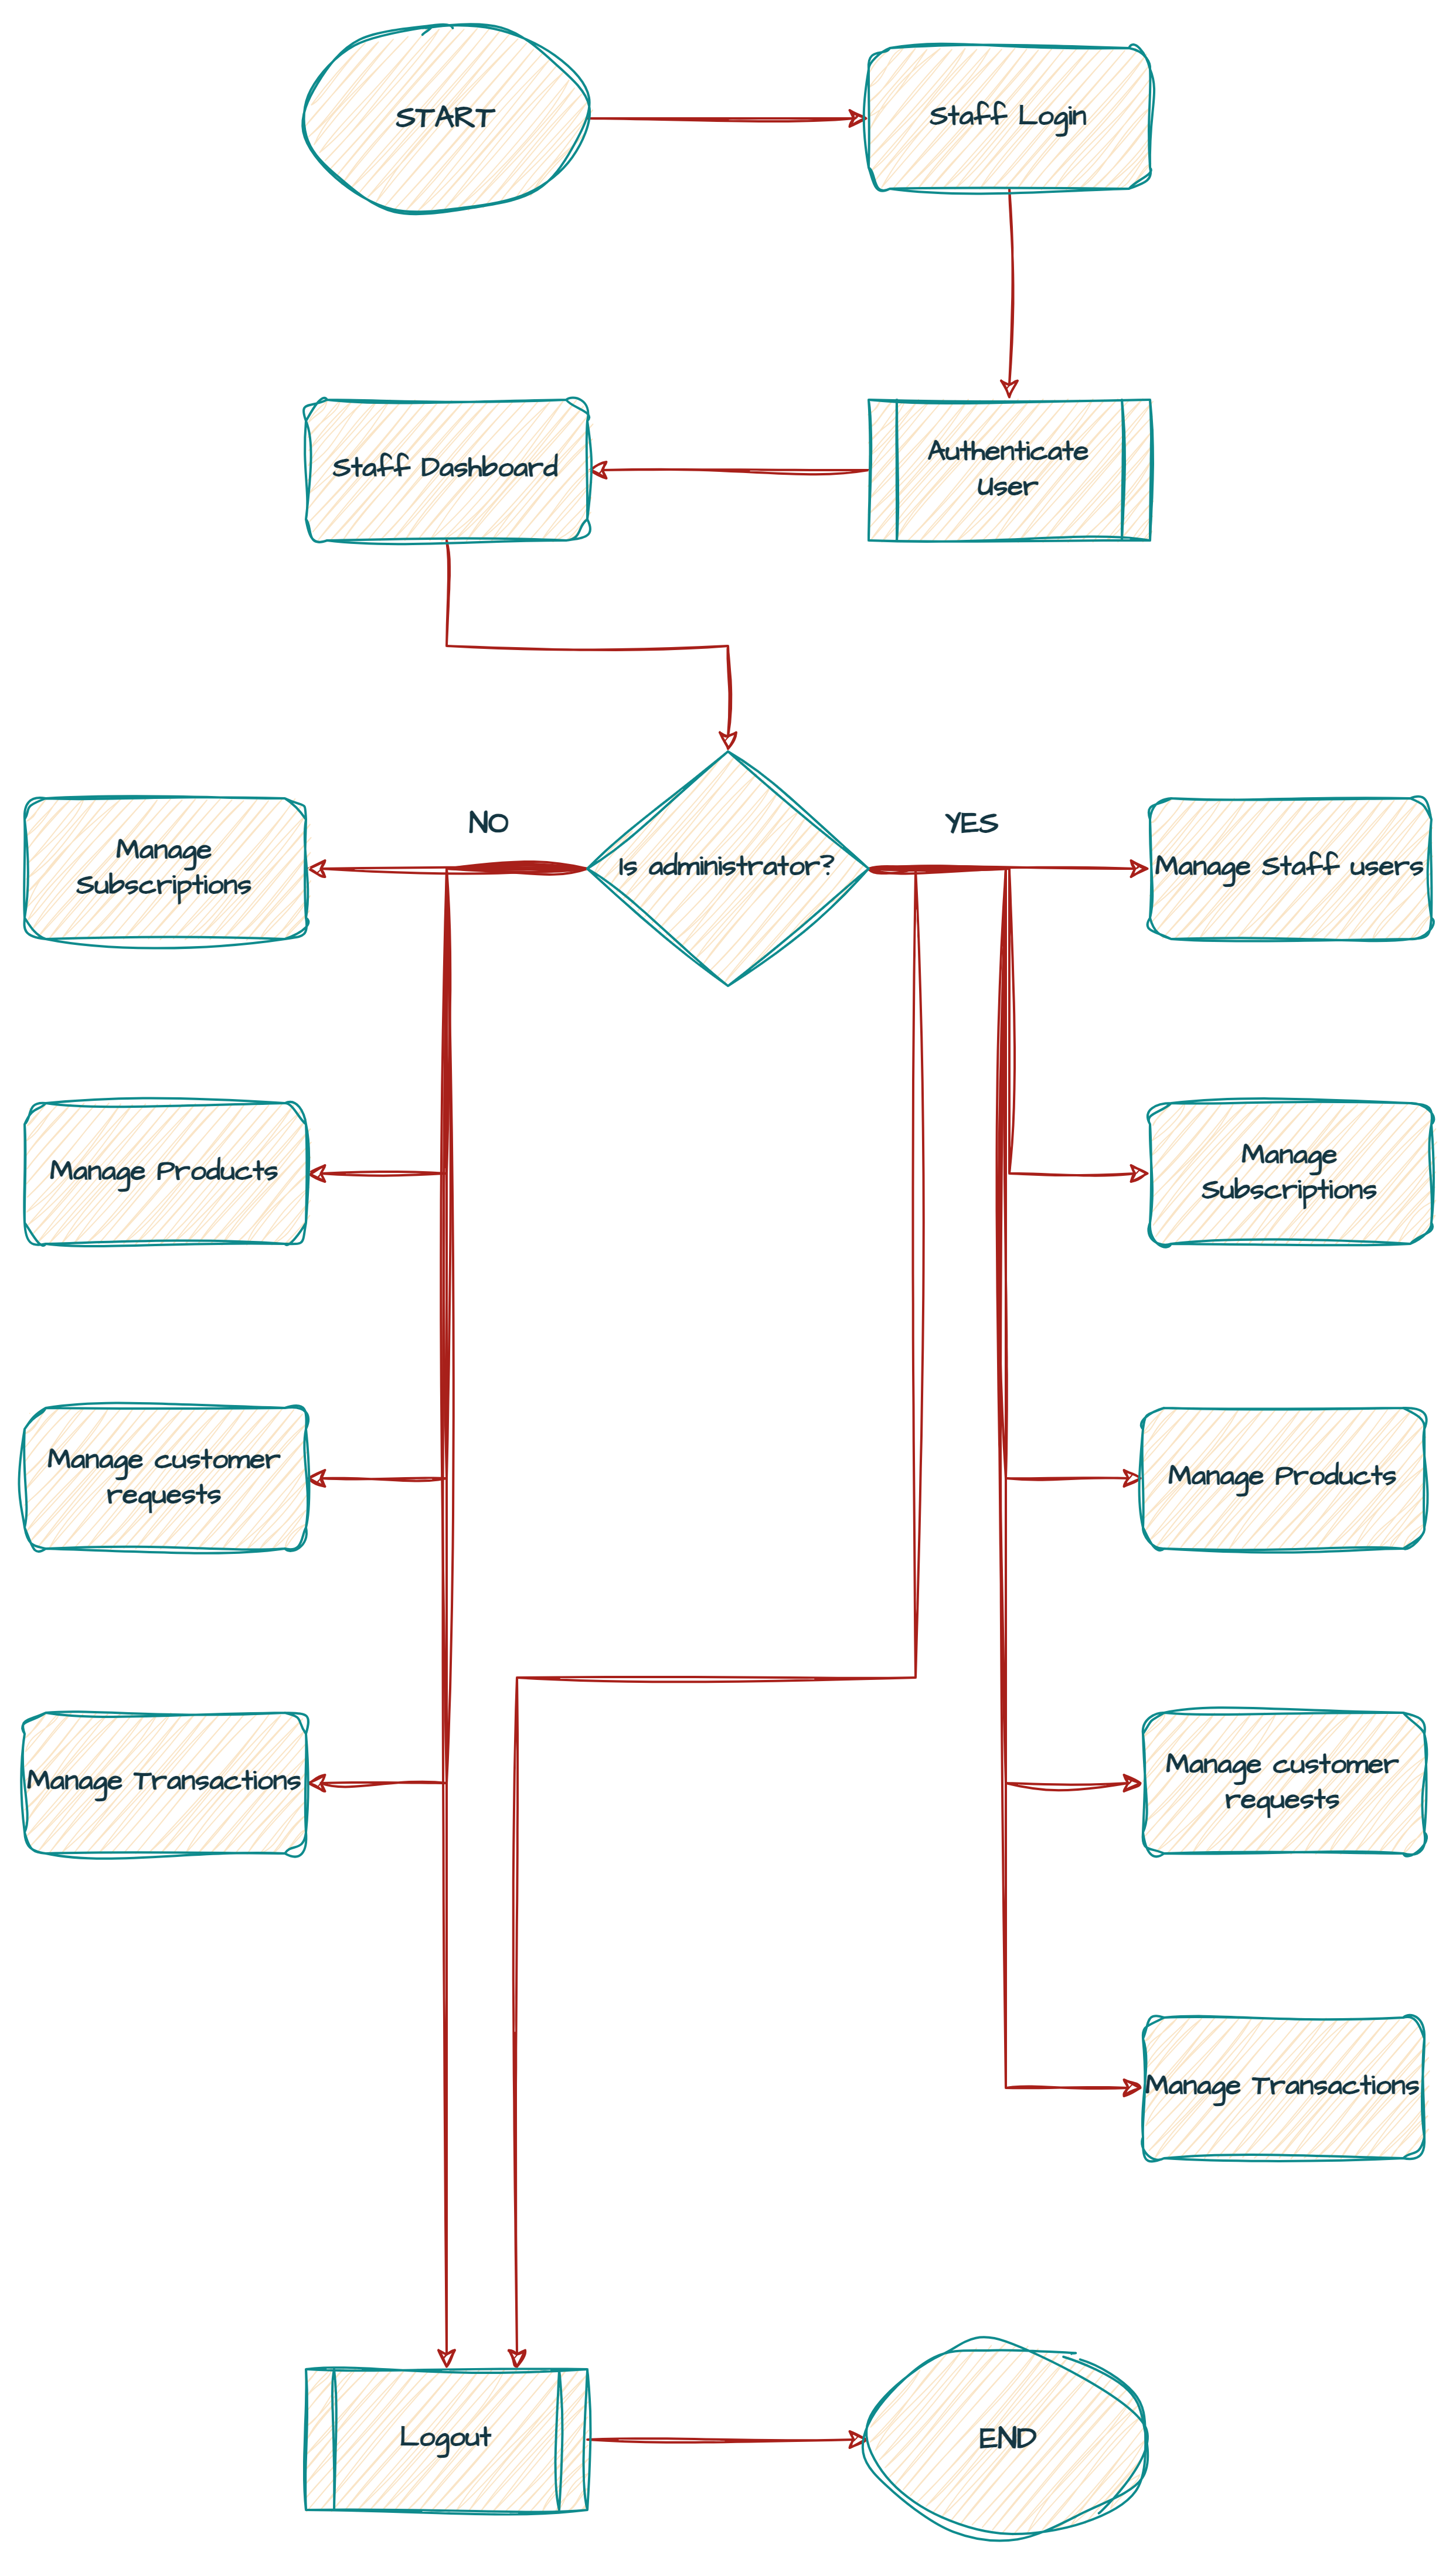 START
Staff Login
Staff Dashboard
Authenticate
User
NO
YES
Is administrator?
Manage
Subscriptions
Manage Staff users
Manage Products
Manage
Subscriptions
Manage customer
requests
Manage Products
Manage Transactions
Manage customer
requests
Manage Transactions
Logout
END